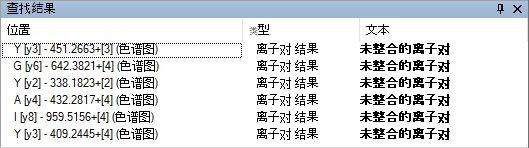 查找结果
位置 类型 文本
Y [y3] - 451.2663+[3] (色谱图) 离子对 结果 未整合的离子对
G [y6] - 642.3821+[4] (色谱图) 离子对 结果 未整合的离子对
Y [y2] - 338.1823+[2] (色谱图) 离子对 结果 未整合的离子对
A [y4] - 432.2817+[4] (色谱图) 离子对 结果 未整合的离子对
I [y8] - 959.5156+[4] (色谱图) 离子对 结果 未整合的离子对
Y [y3] - 409.2445+[4] (色谱图) 离子对 结果 未整合的离子对